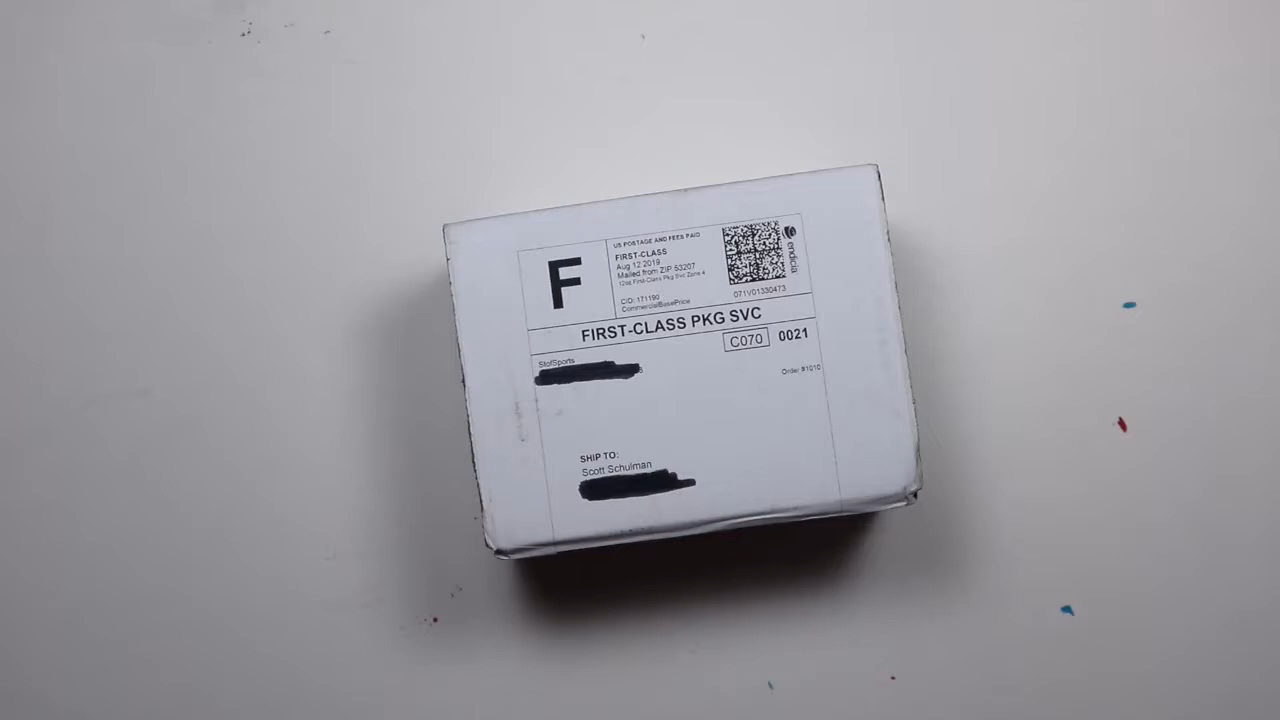 F
US POSTAGE AND FEES PAID
FIRST-CLASS
Aug 12 2019
Mailed from ZIP 53207
12oz First-Class Pkg Svc Zone 4
CID: 171190
CommercialBasePrice
endicia
071V01330473
FIRST-CLASS PKG SVC
StofSports
C070 0021
Order #1010
SHIP TO:
Scott Schulman